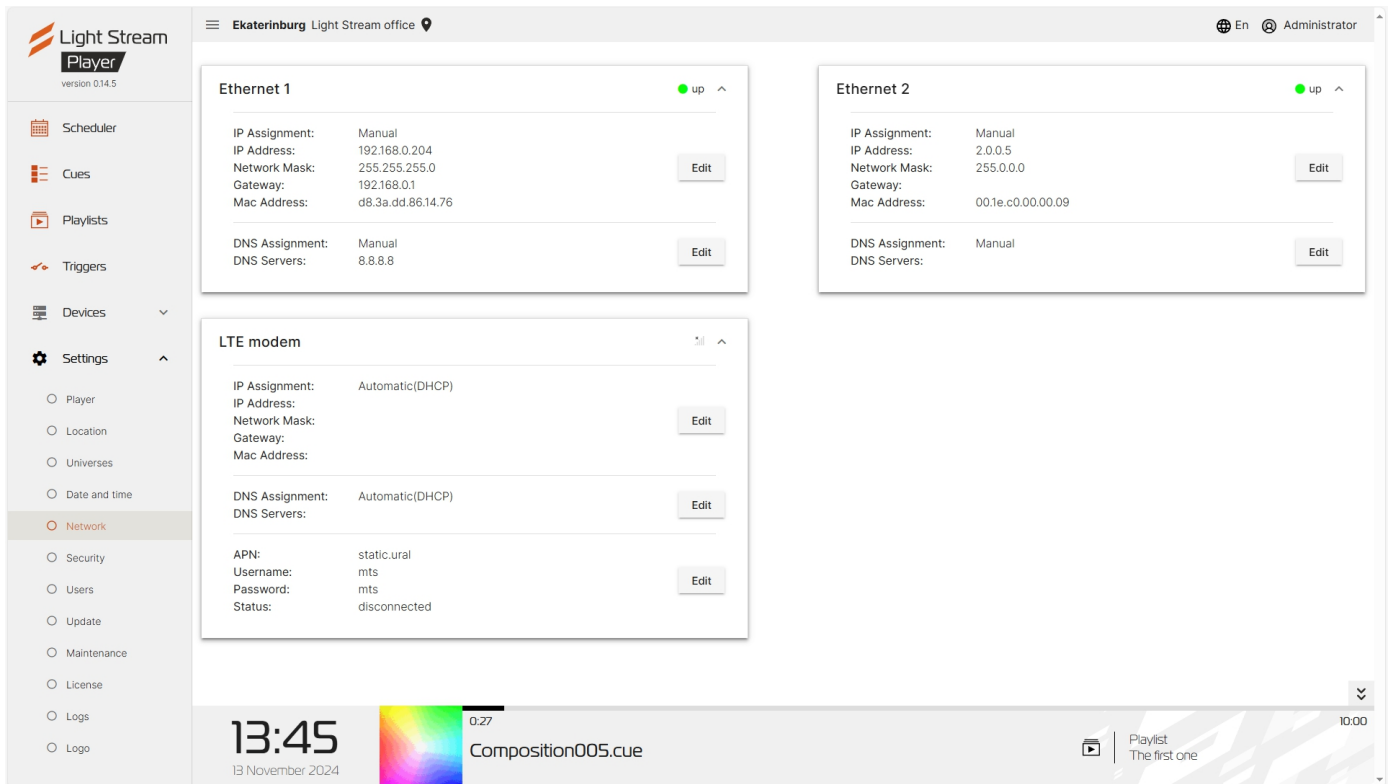 Light Stream
Player
version 0.14.5
Ekaterinburg Light Stream office
En Administrator
Scheduler
Cues
Playlists
Triggers
Devices
Settings
Player
Location
Universes
Date and time
Network
Security
Users
Update
Maintenance
License
Logs
Logo
Ethernet 1 up
IP Assignment: Manual
IP Address: 192.168.0.204
Network Mask: 255.255.255.0
Gateway: 192.168.0.1
Mac Address: d8.3a.dd.86.14.76
Edit
DNS Assignment: Manual
DNS Servers: 8.8.8.8
Edit
Ethernet 2 up
IP Assignment: Manual
IP Address: 2.0.0.5
Network Mask: 255.0.0.0
Gateway:
Mac Address: 00.1e.c0.00.00.09
Edit
DNS Assignment: Manual
DNS Servers:
Edit
LTE modem
IP Assignment: Automatic(DHCP)
IP Address:
Network Mask:
Gateway:
Mac Address:
Edit
DNS Assignment: Automatic(DHCP)
DNS Servers:
Edit
APN: static.ural
Username: mts
Password: mts
Status: disconnected
Edit
13:45
13 November 2024
0:27
10:00
Composition005.cue
Playlist
The first one